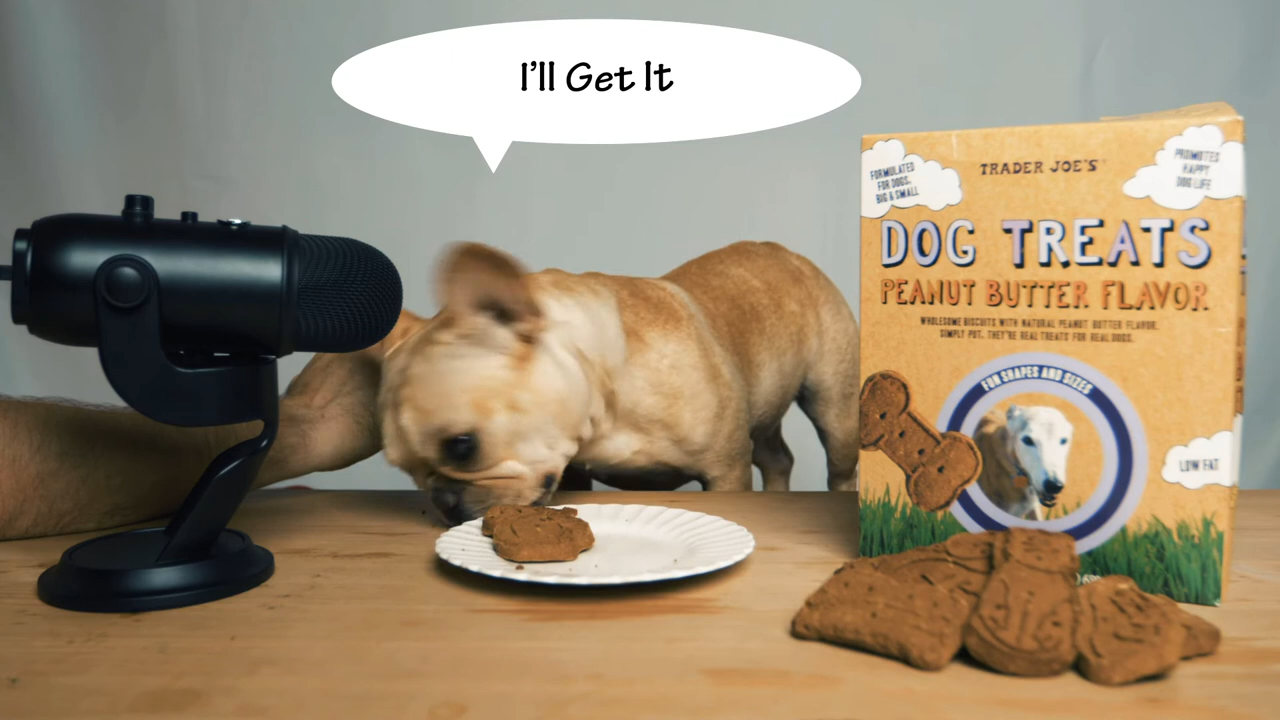 I'll Get It
FORMULATED
FOR DOGS,
BIG & SMALL
TRADER JOE'S
PROMOTES
HAPPY
DOG LIFE
DOG TREATS
PEANUT BUTTER FLAVOR
WHOLESOME BISCUITS WITH NATURAL PEANUT BUTTER FLAVOR.
SIMPLY PUT, THEY'RE REAL TREATS FOR REAL DOGS.
FUN SHAPES AND SIZES
LOW FAT